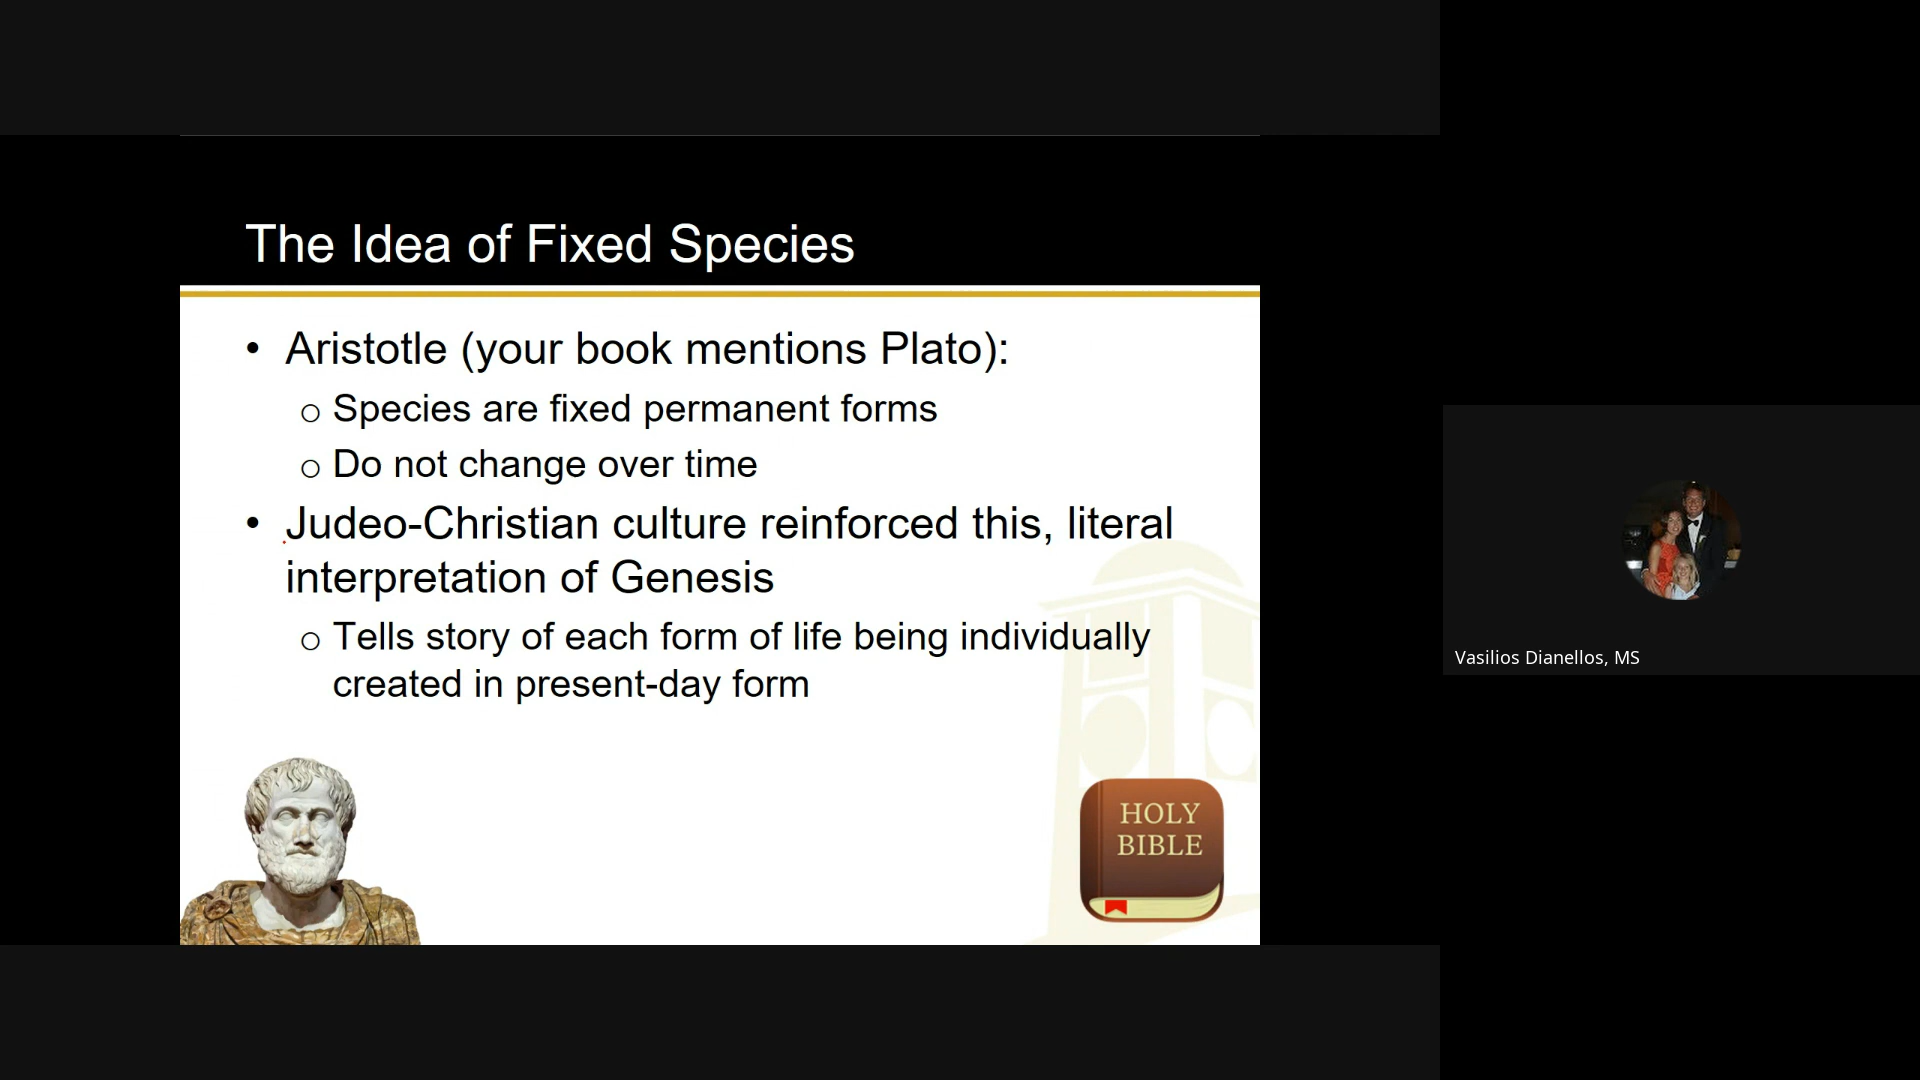 The Idea of Fixed Species
• Aristotle (your book mentions Plato):
o Species are fixed permanent forms
o Do not change over time
• Judeo-Christian culture reinforced this, literal
interpretation of Genesis
o Tells story of each form of life being individually
created in present-day form
HOLY
BIBLE
Vasilios Dianellos, MS